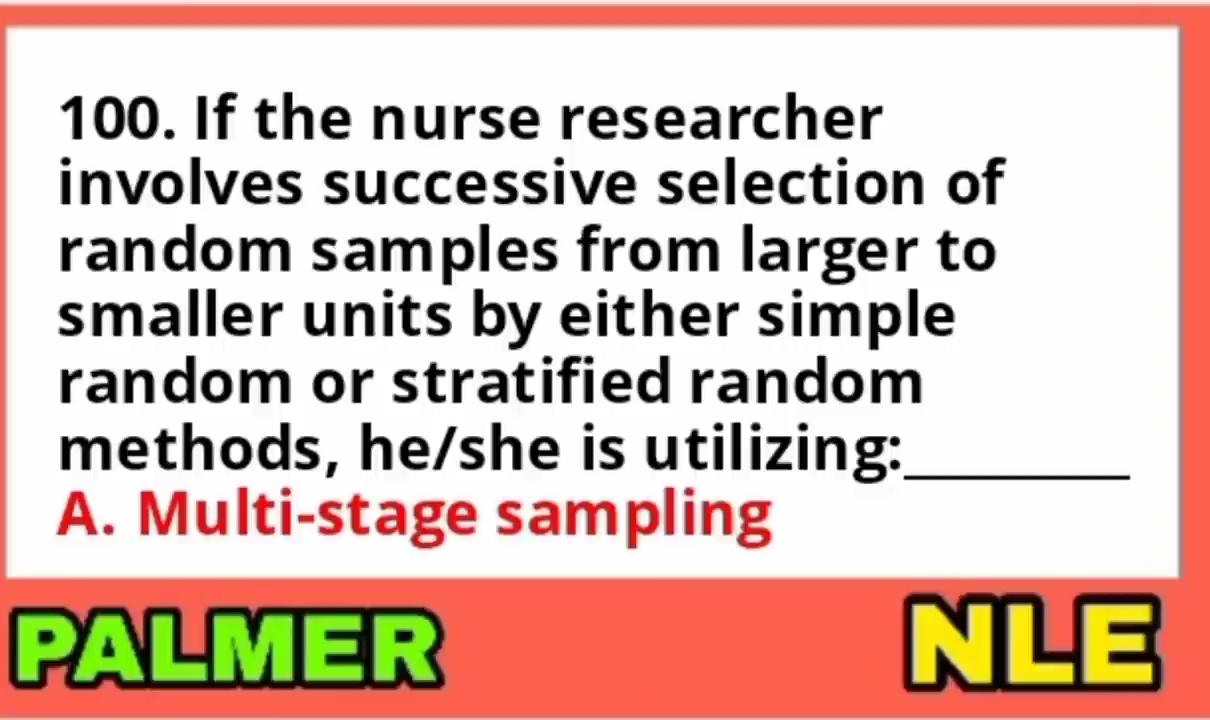 100. If the nurse researcher
involves successive selection of
random samples from larger to
smaller units by either simple
random or stratified random
methods, he/she is utilizing:_________
A. Multi-stage sampling
PALMER
NLE